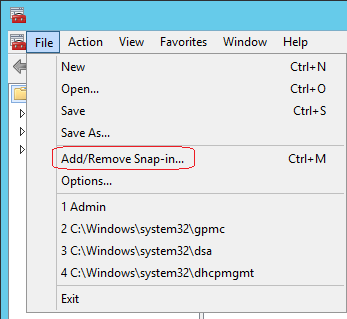 File Action View Favorites Window Help
New Ctrl+N
Open... Ctrl+O
Save Ctrl+S
Save As...
Add/Remove Snap-in... Ctrl+M
Options...
1 Admin
2 C:\Windows\system32\gpmc
3 C:\Windows\system32\dsa
4 C:\Windows\system32\dhcpmgmt
Exit